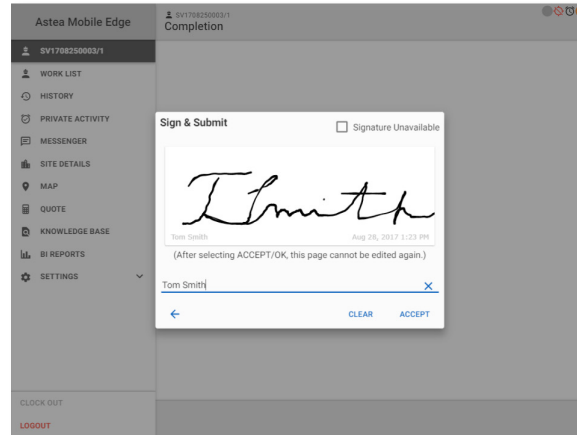 Astea Mobile Edge
SV1708250003/1
Completion
SV1708250003/1
WORK LIST
HISTORY
PRIVATE ACTIVITY
MESSENGER
SITE DETAILS
MAP
QUOTE
KNOWLEDGE BASE
BI REPORTS
SETTINGS
Sign & Submit
Signature Unavailable
Tom Smith Aug 28, 2017 1:23 PM
(After selecting ACCEPT/OK, this page cannot be edited again.)
Tom Smith
CLEAR ACCEPT
CLOCK OUT
LOGOUT